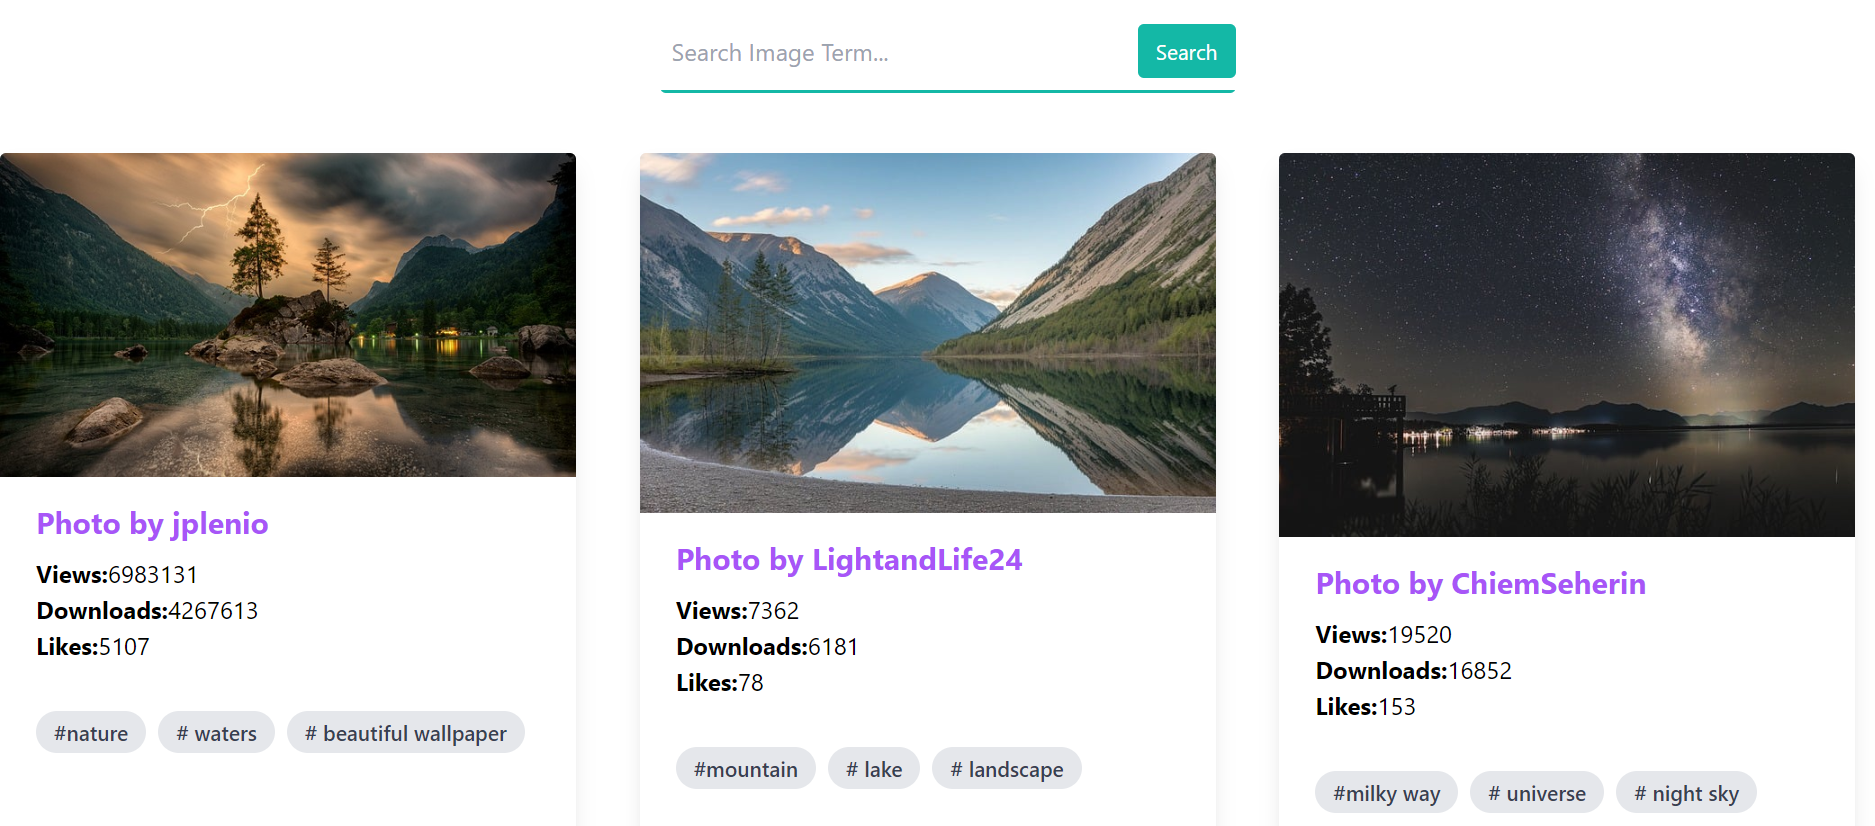 Search Image Term...
Search
Photo by jplenio
Views:6983131
Downloads:4267613
Likes:5107
#nature
# waters
# beautiful wallpaper
Photo by LightandLife24
Views:7362
Downloads:6181
Likes:78
#mountain
# lake
# landscape
Photo by ChiemSeherin
Views:19520
Downloads:16852
Likes:153
#milky way
# universe
# night sky